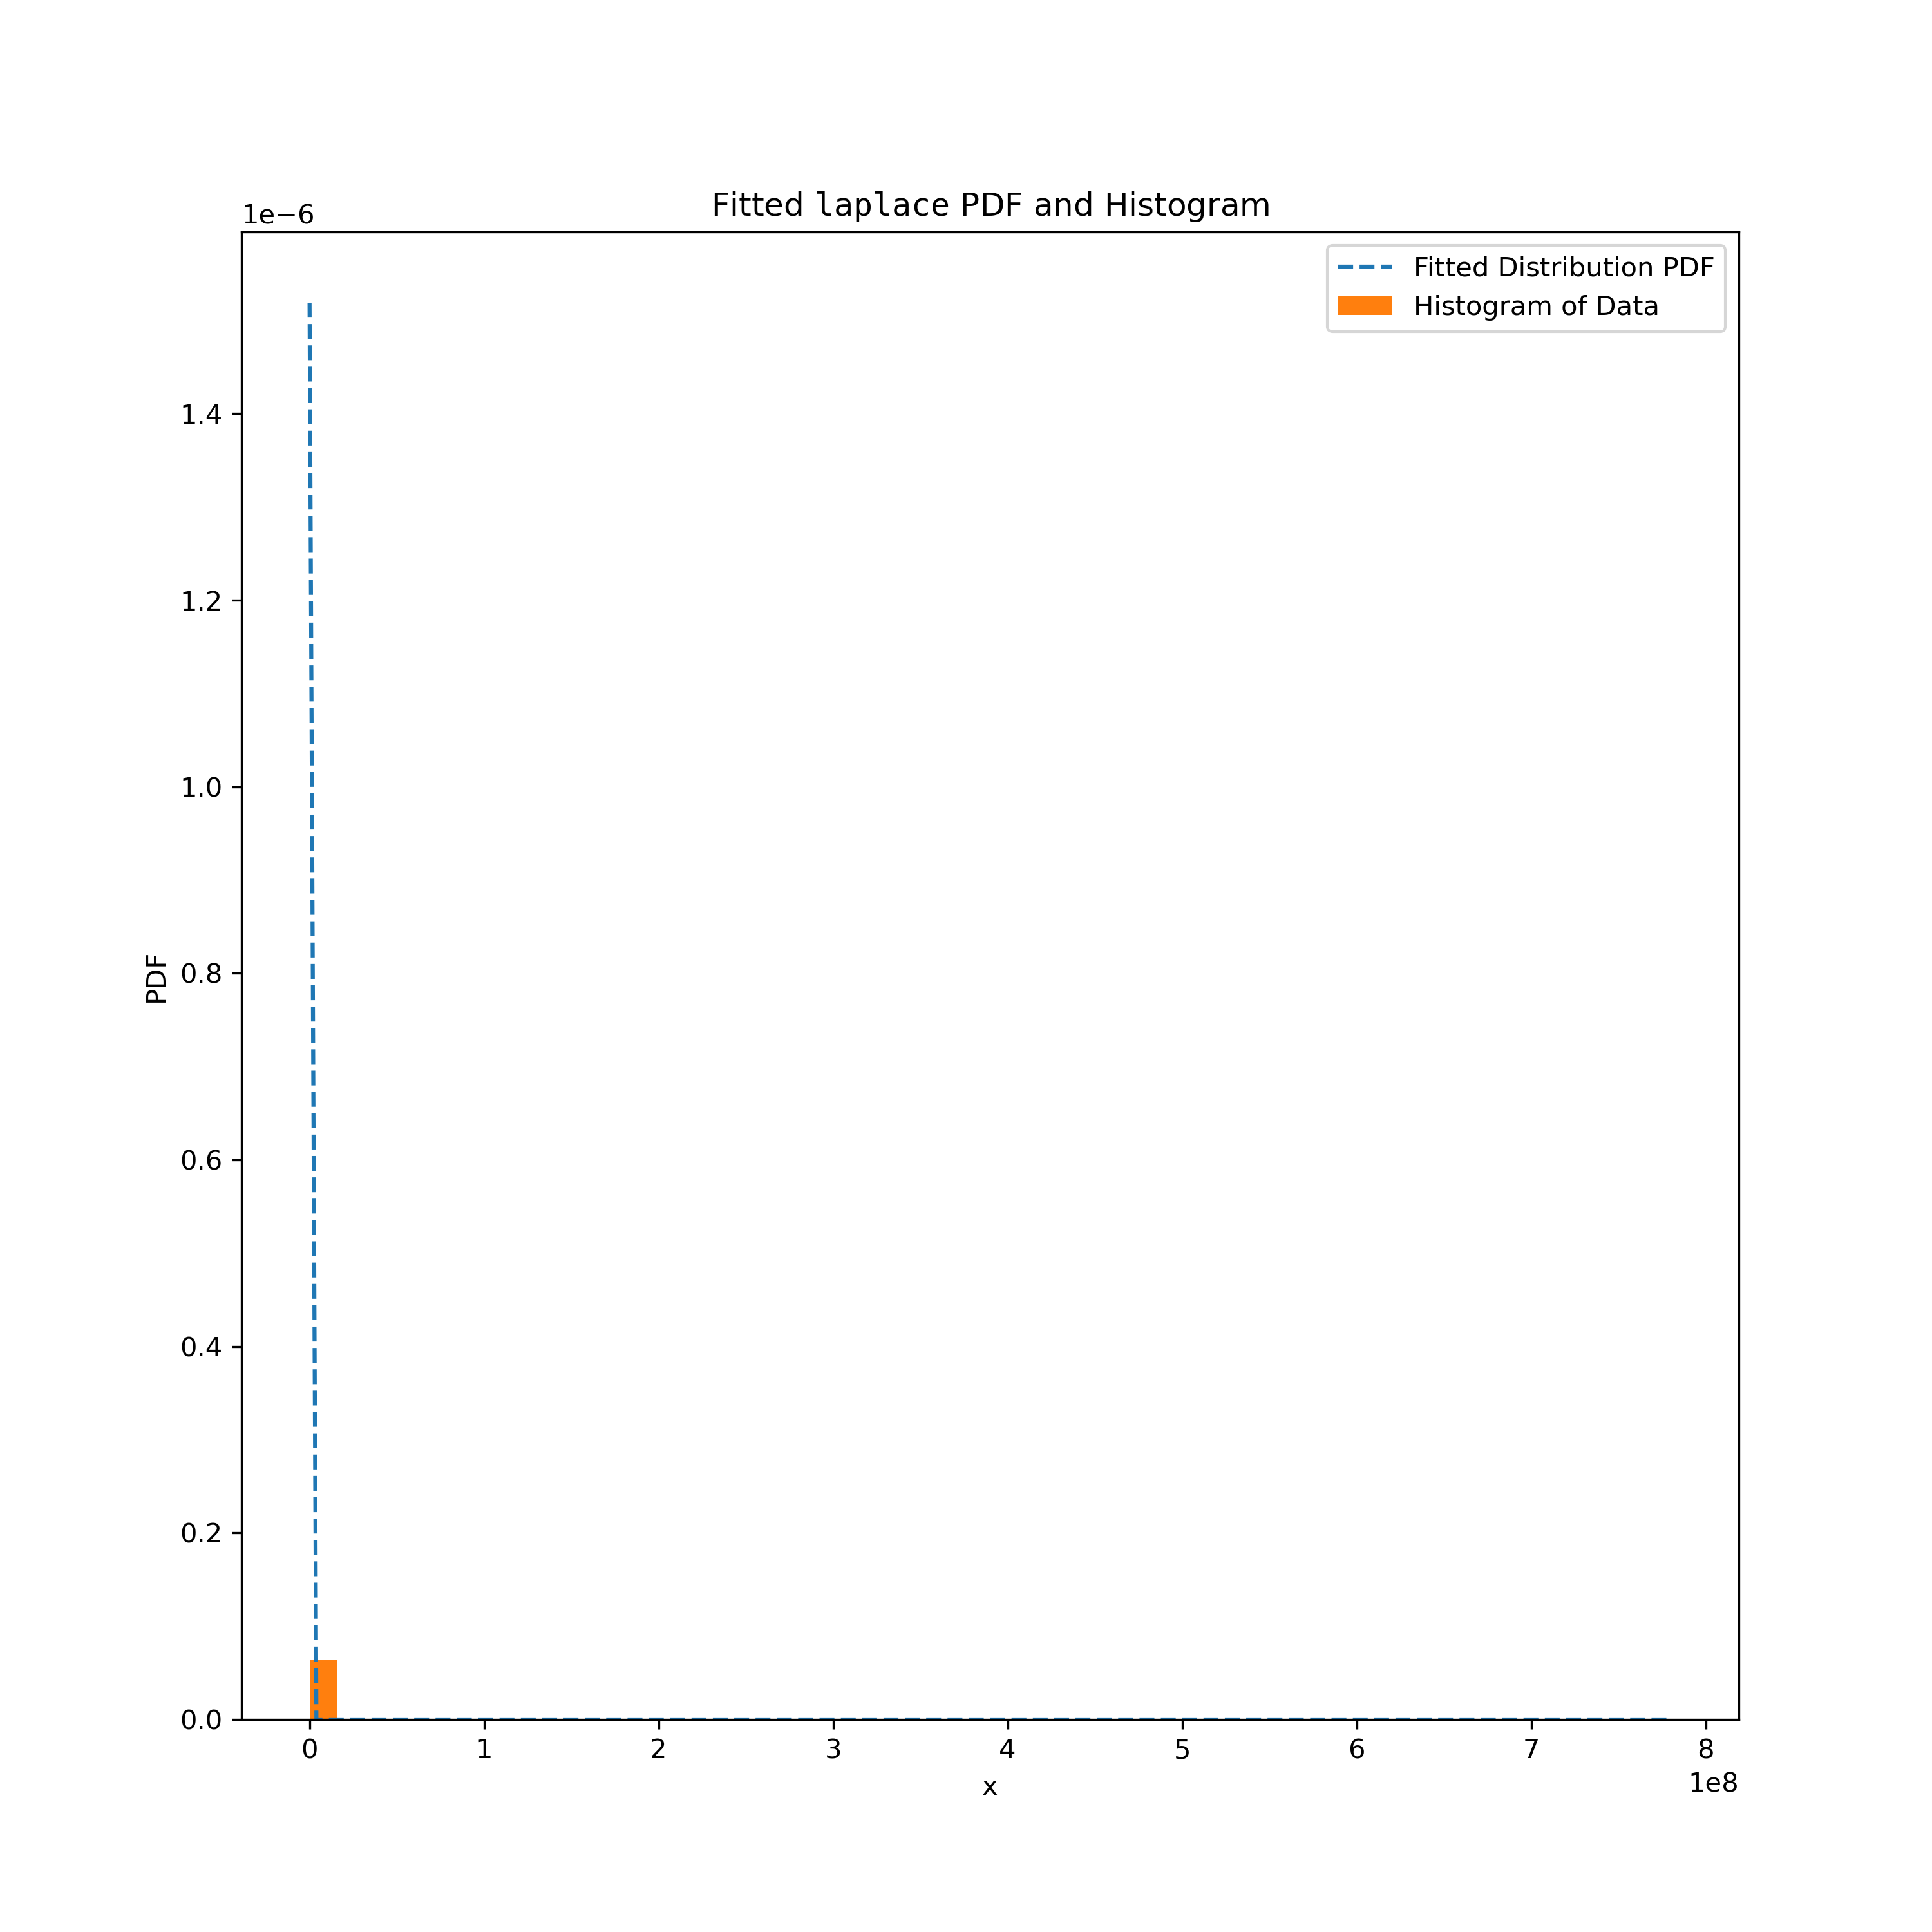 Fitted laplace PDF and Histogram
1e−6
Fitted Distribution PDF
Histogram of Data
1.4
1.2
1.0
0.8
0.6
0.4
0.2
0.0
PDF
0 1 2 3 4 5 6 7 8
1e8
x